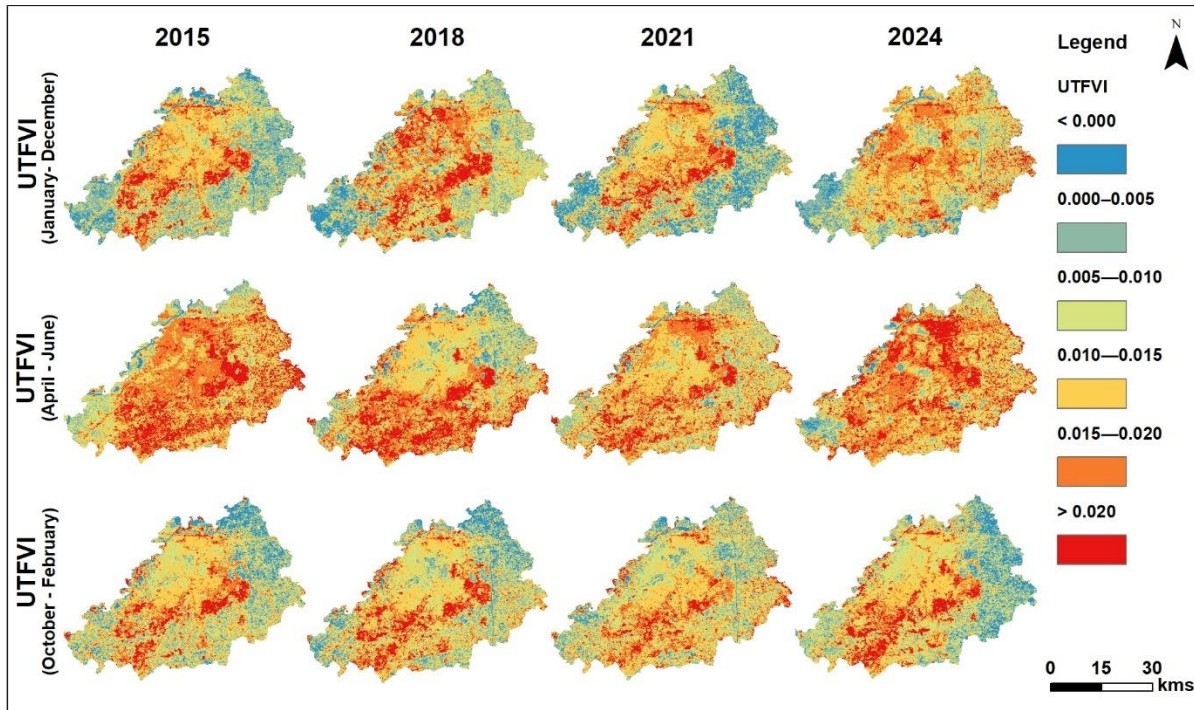 2015 2018 2021 2024
N
Legend
UTFVI
< 0.000
0.000–0.005
0.005—0.010
0.010–0.015
0.015—0.020
> 0.020
UTFVI
(January- December)
UTFVI
(April - June)
UTFVI
(October - February)
0 15 30
kms